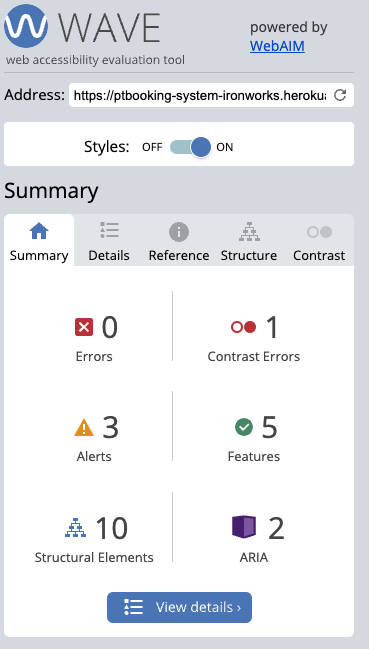 WAVE
web accessibility evaluation tool
powered by
WebAIM
Address: https://ptbooking-system-ironworks.heroku
Styles: OFF ON
Summary
Summary Details Reference Structure Contrast
0 1
Errors Contrast Errors
3 5
Alerts Features
10 2
Structural Elements ARIA
View details ›